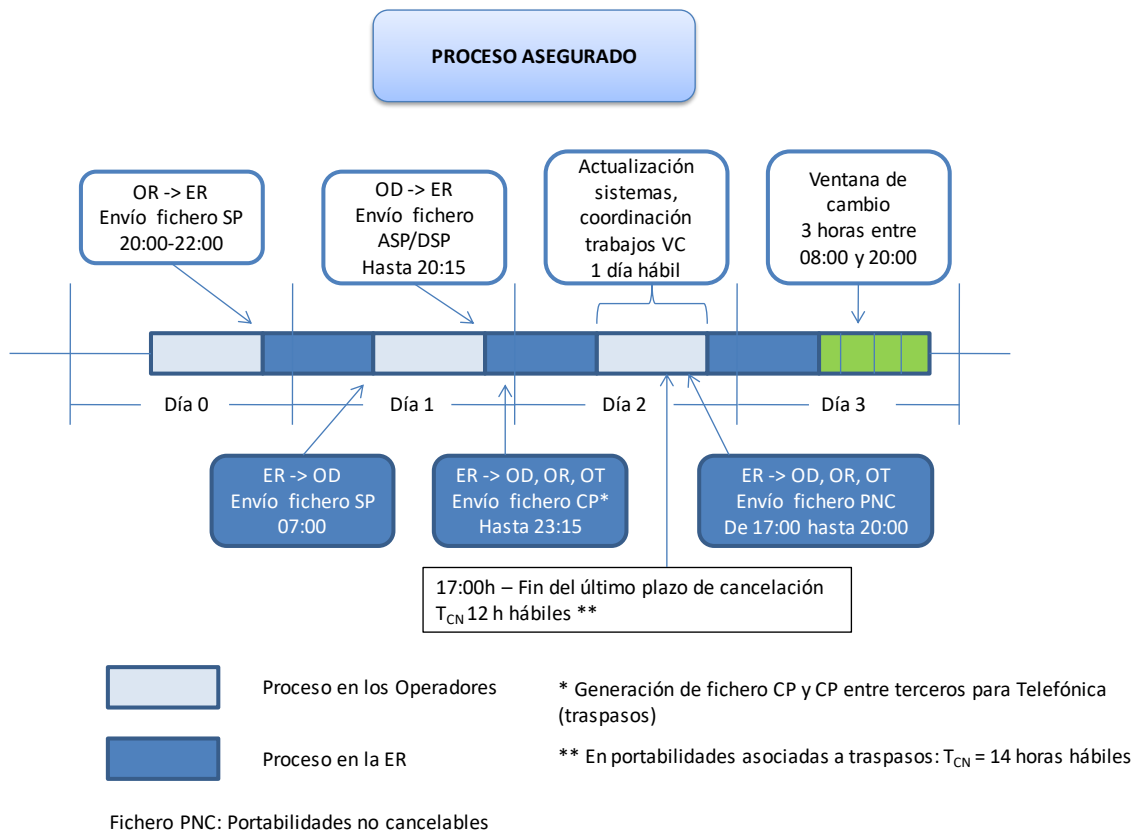 PROCESO ASEGURADO
OR -> ER
Envío fichero SP
20:00-22:00
OD -> ER
Envío fichero
ASP/DSP
Hasta 20:15
Actualización
sistemas,
coordinación
trabajos VC
1 día hábil
Ventana de
cambio
3 horas entre
08:00 y 20:00
Día 0
Día 1
Día 2
Día 3
ER -> OD
Envío fichero SP
07:00
ER -> OD, OR, OT
Envío fichero CP*
Hasta 23:15
ER -> OD, OR, OT
Envío fichero PNC
De 17:00 hasta 20:00
17:00h – Fin del último plazo de cancelación
TCN 12 h hábiles **
Proceso en los Operadores
Proceso en la ER
* Generación de fichero CP y CP entre terceros para Telefónica
(traspasos)
** En portabilidades asociadas a traspasos: TCN = 14 horas hábiles
Fichero PNC: Portabilidades no cancelables